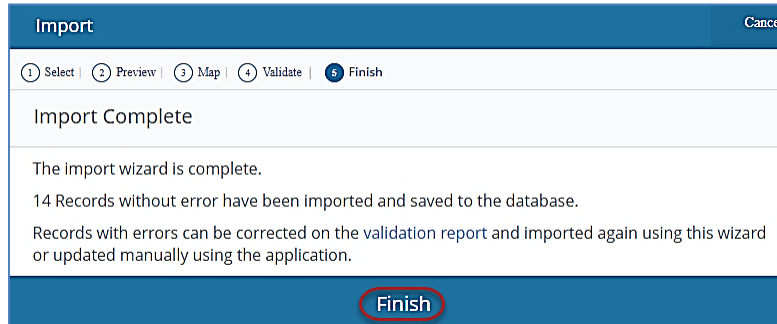 Import
Cance
1 Select | 2 Preview | 3 Map | 4 Validate | 5 Finish
Import Complete
The import wizard is complete.
14 Records without error have been imported and saved to the database.
Records with errors can be corrected on the validation report and imported again using this wizard
or updated manually using the application.
Finish